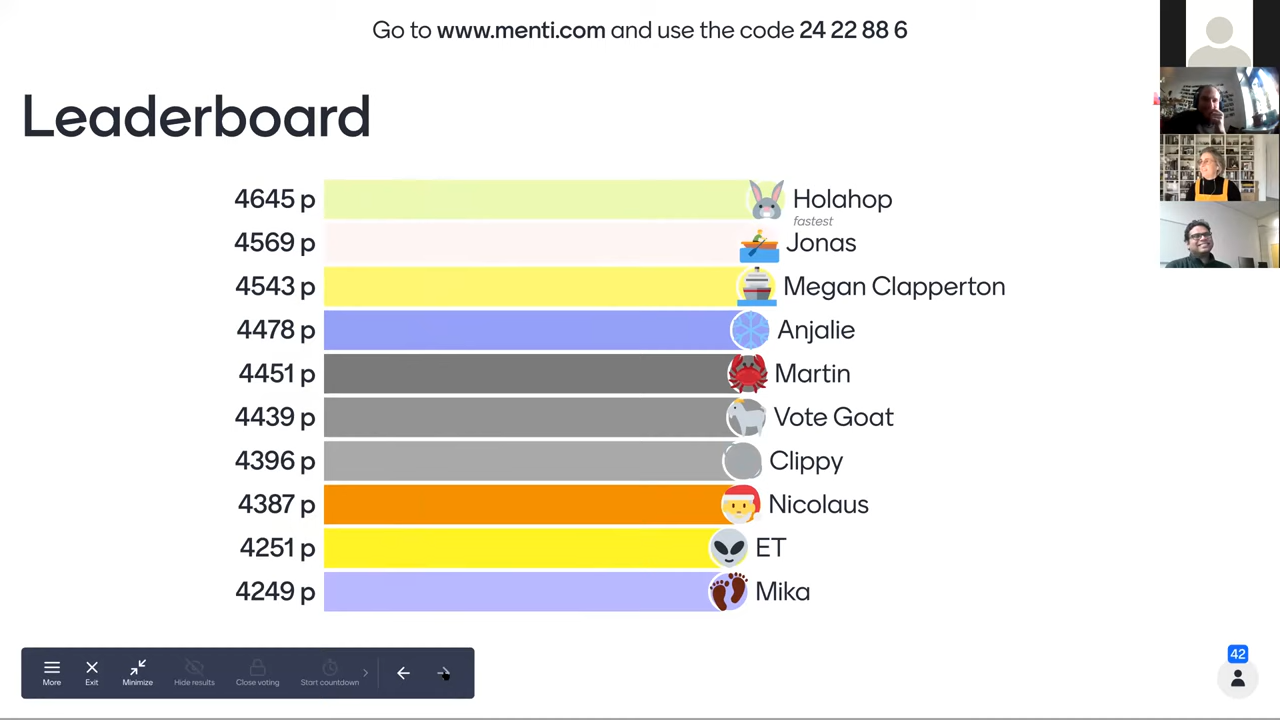 Go to www.menti.com and use the code 24 22 88 6
Leaderboard
4645 p Holahop
fastest
4569 p Jonas
4543 p Megan Clapperton
4478 p Anjalie
4451 p Martin
4439 p Vote Goat
4396 p Clippy
4387 p Nicolaus
4251 p ET
4249 p Mika
More Exit Minimize Hide results Close voting Start countdown
42